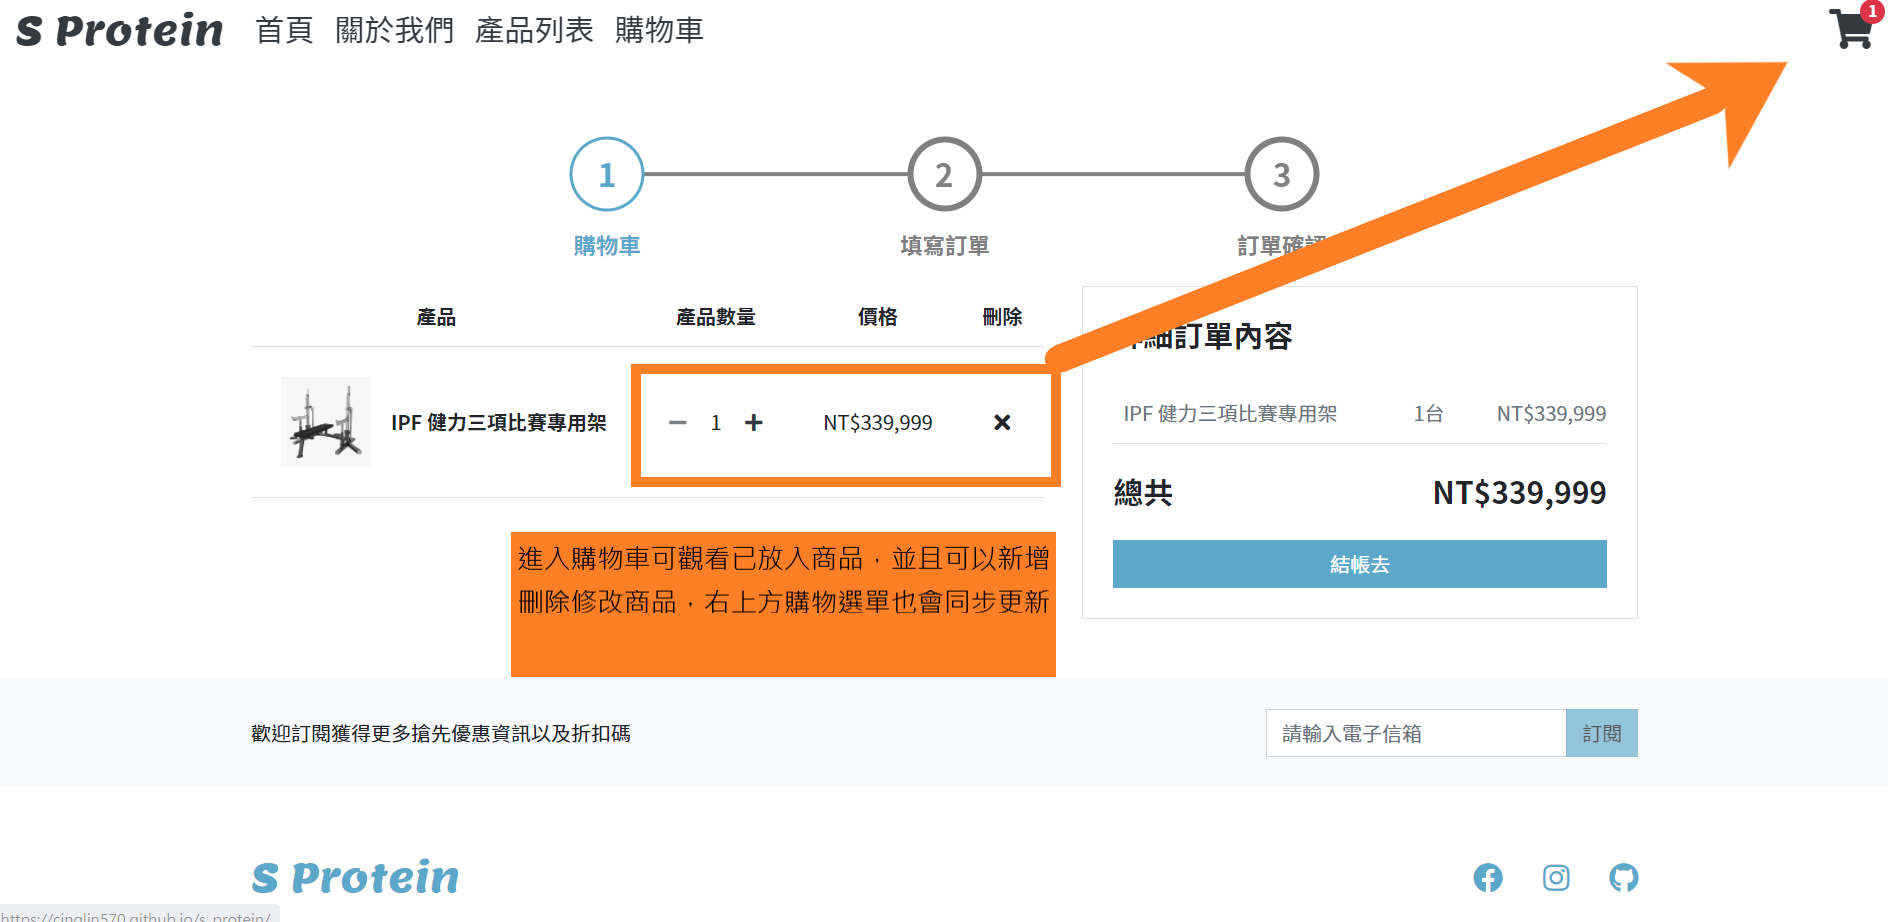 S Protein 首頁 關於我們 產品列表 購物車
1
1 2 3
購物車 填寫訂單 訂單確認
產品 產品數量 價格 刪除
IPF 健力三項比賽專用架 1 NT$339,999
細訂單內容
IPF 健力三項比賽專用架 1台 NT$339,999
總共 NT$339,999
結帳去
進入購物車可觀看已放入商品，並且可以新增
刪除修改商品，右上方購物選單也會同步更新
歡迎訂閱獲得更多搶先優惠資訊以及折扣碼
請輸入電子信箱 訂閱
S Protein
https://cinglin570.github.io/s_protein/